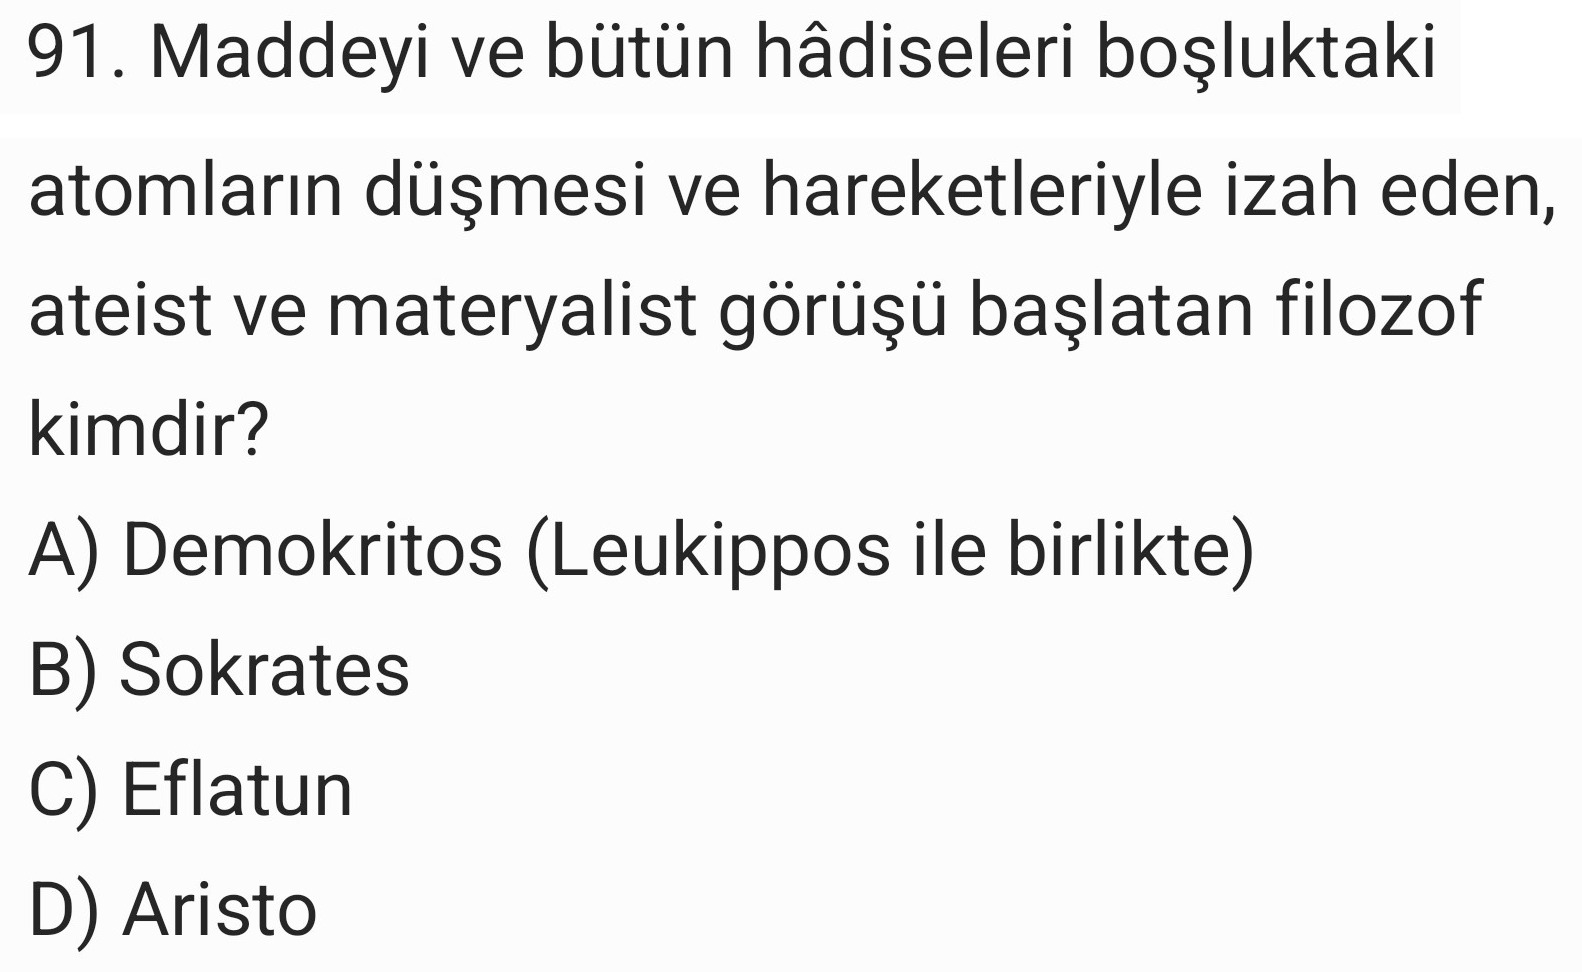 91. Maddeyi ve bütün hâdiseleri boşluktaki
atomların düşmesi ve hareketleriyle izah eden,
ateist ve materyalist görüşü başlatan filozof
kimdir?
A) Demokritos (Leukippos ile birlikte)
B) Sokrates
C) Eflatun
D) Aristo